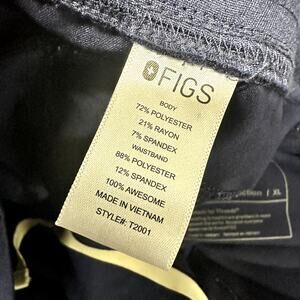 FIGS
BODY
72% POLYESTER
21% RAYON
7% SPANDEX
WAISTBAND
88% POLYESTER
12% SPANDEX
100% AWESOME
MADE IN VIETNAM
STYLE#: T2001
XL